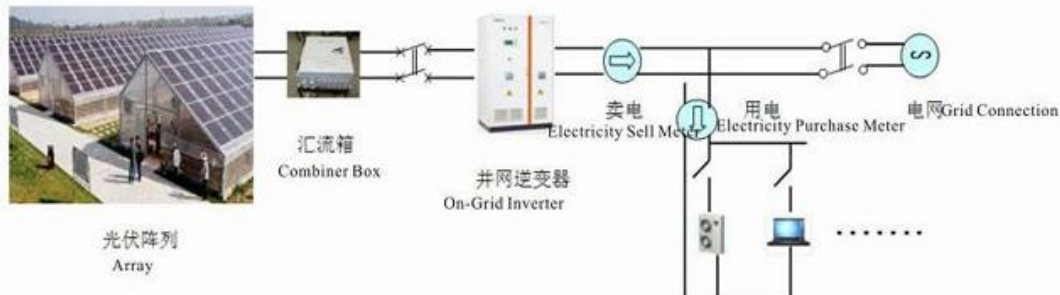 卖电
用电
电网Grid Connection
Electricity Sell Meter
Electricity Purchase Meter
汇流箱
Combiner Box
并网逆变器
On-Grid Inverter
光伏阵列
Array